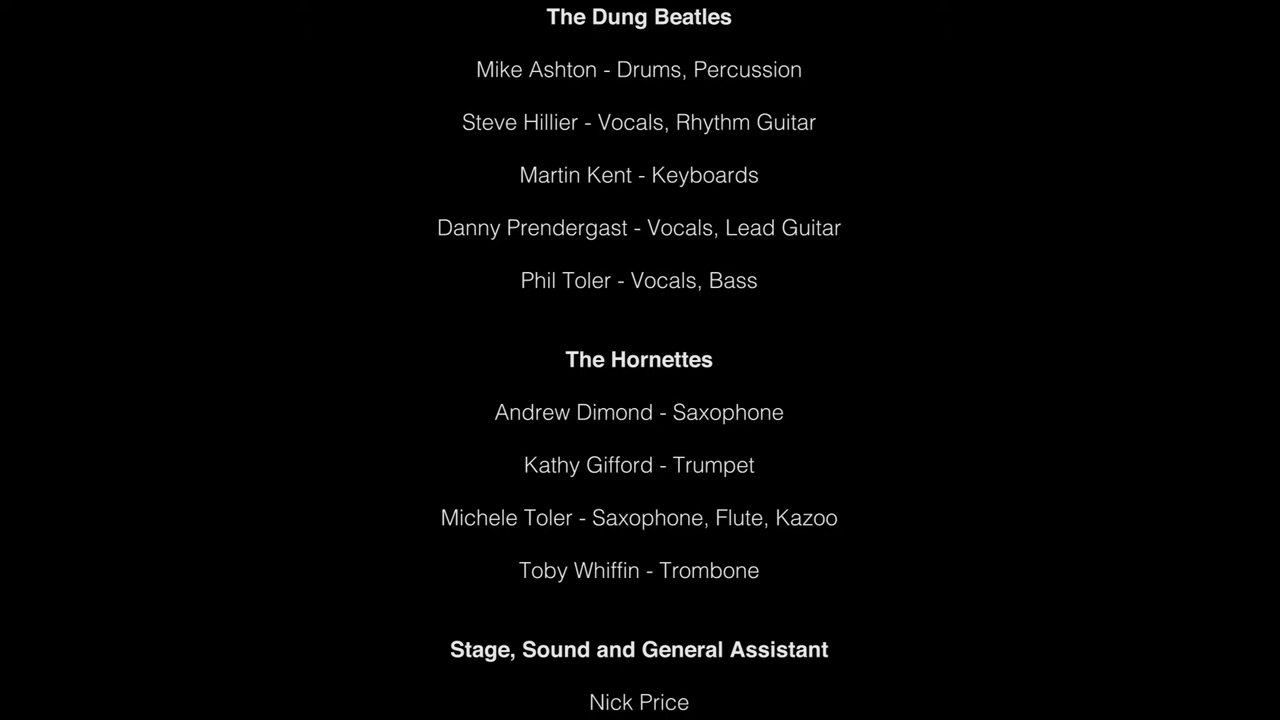 The Dung Beatles
Mike Ashton - Drums, Percussion
Steve Hillier - Vocals, Rhythm Guitar
Martin Kent - Keyboards
Danny Prendergast - Vocals, Lead Guitar
Phil Toler - Vocals, Bass
The Hornettes
Andrew Dimond - Saxophone
Kathy Gifford - Trumpet
Michele Toler - Saxophone, Flute, Kazoo
Toby Whiffin - Trombone
Stage, Sound and General Assistant
Nick Price